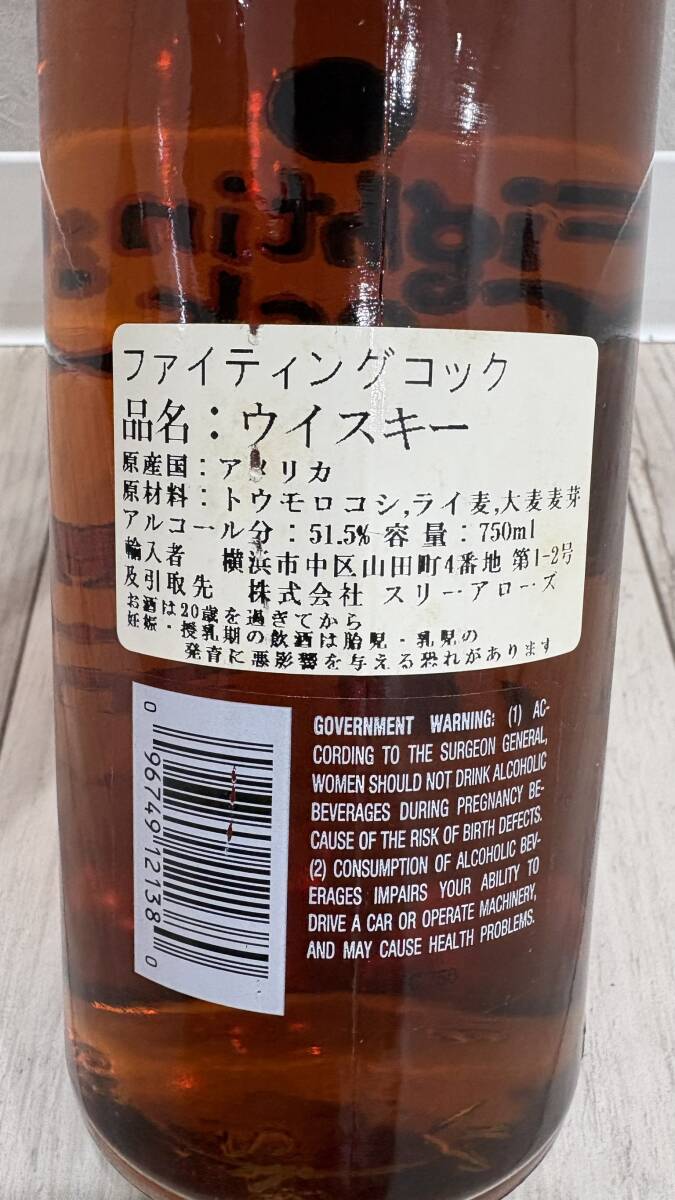 ファイティングコック
品名：ウイスキー
原産国：アメリカ
原材料：トウモロコシ,ライ麦,大麦麦芽
アルコール分：51.5% 容量：750ml
輸入者 横浜市中区山田町4番地 第1-2号
及引取先 株式会社 スリーアローズ
お酒は20歳を過ぎてから
妊娠・授乳期の飲酒は胎児・乳児の
発育に悪影響を与える恐れがあります
0 96749 12138 0
GOVERNMENT WARNING: (1) AC-
CORDING TO THE SURGEON GENERAL,
WOMEN SHOULD NOT DRINK ALCOHOLIC
BEVERAGES DURING PREGNANCY BE-
CAUSE OF THE RISK OF BIRTH DEFECTS.
(2) CONSUMPTION OF ALCOHOLIC BEV-
ERAGES IMPAIRS YOUR ABILITY TO
DRIVE A CAR OR OPERATE MACHINERY,
AND MAY CAUSE HEALTH PROBLEMS.